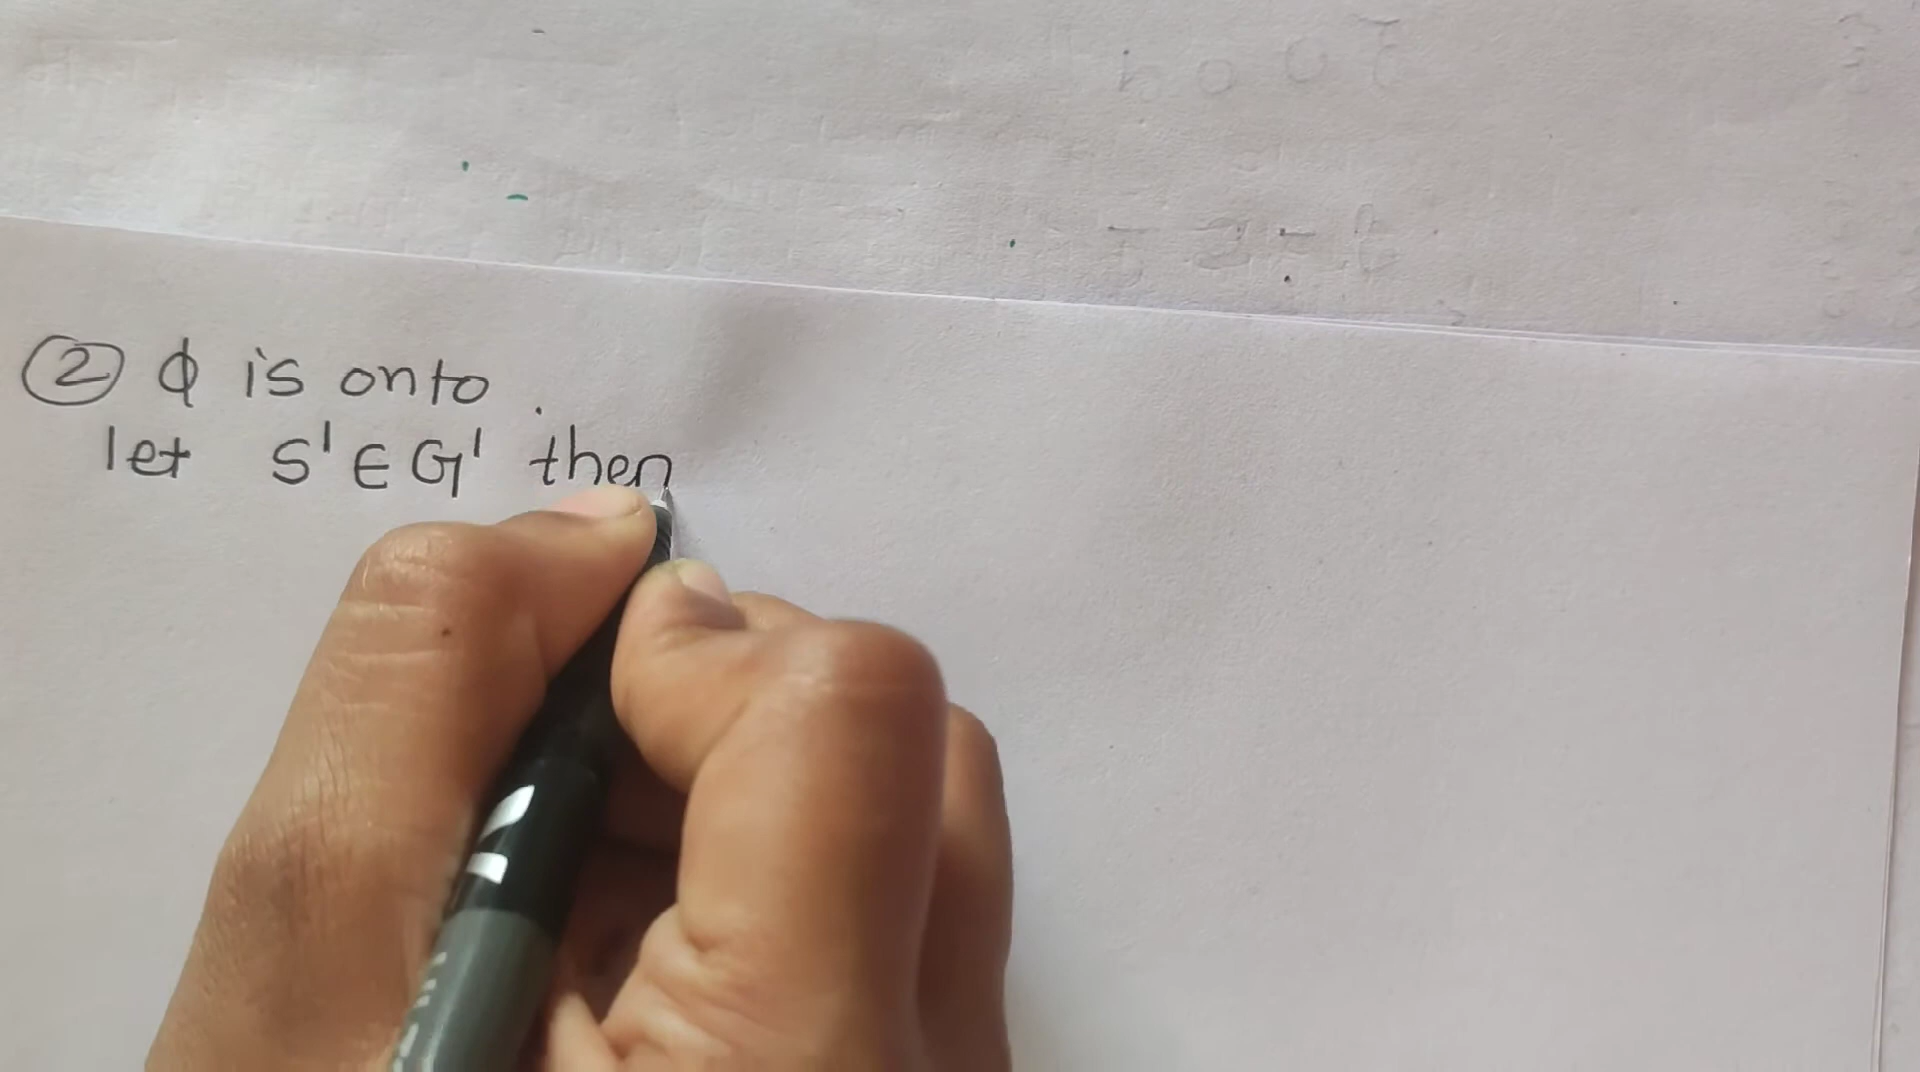 ② φ is onto
let S' ∈ G' then